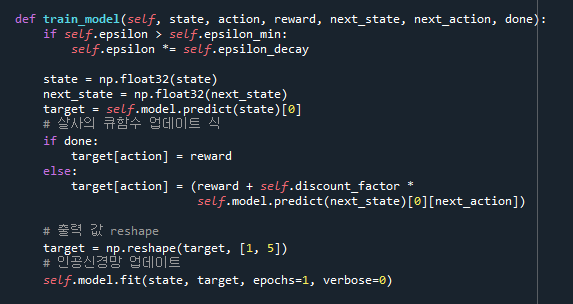 def train_model(self, state, action, reward, next_state, next_action, done):
    if self.epsilon > self.epsilon_min:
        self.epsilon *= self.epsilon_decay

    state = np.float32(state)
    next_state = np.float32(next_state)
    target = self.model.predict(state)[0]
    # 살사의 큐함수 업데이트 식
    if done:
        target[action] = reward
    else:
        target[action] = (reward + self.discount_factor *
                          self.model.predict(next_state)[0][next_action])

    # 출력 값 reshape
    target = np.reshape(target, [1, 5])
    # 인공신경망 업데이트
    self.model.fit(state, target, epochs=1, verbose=0)